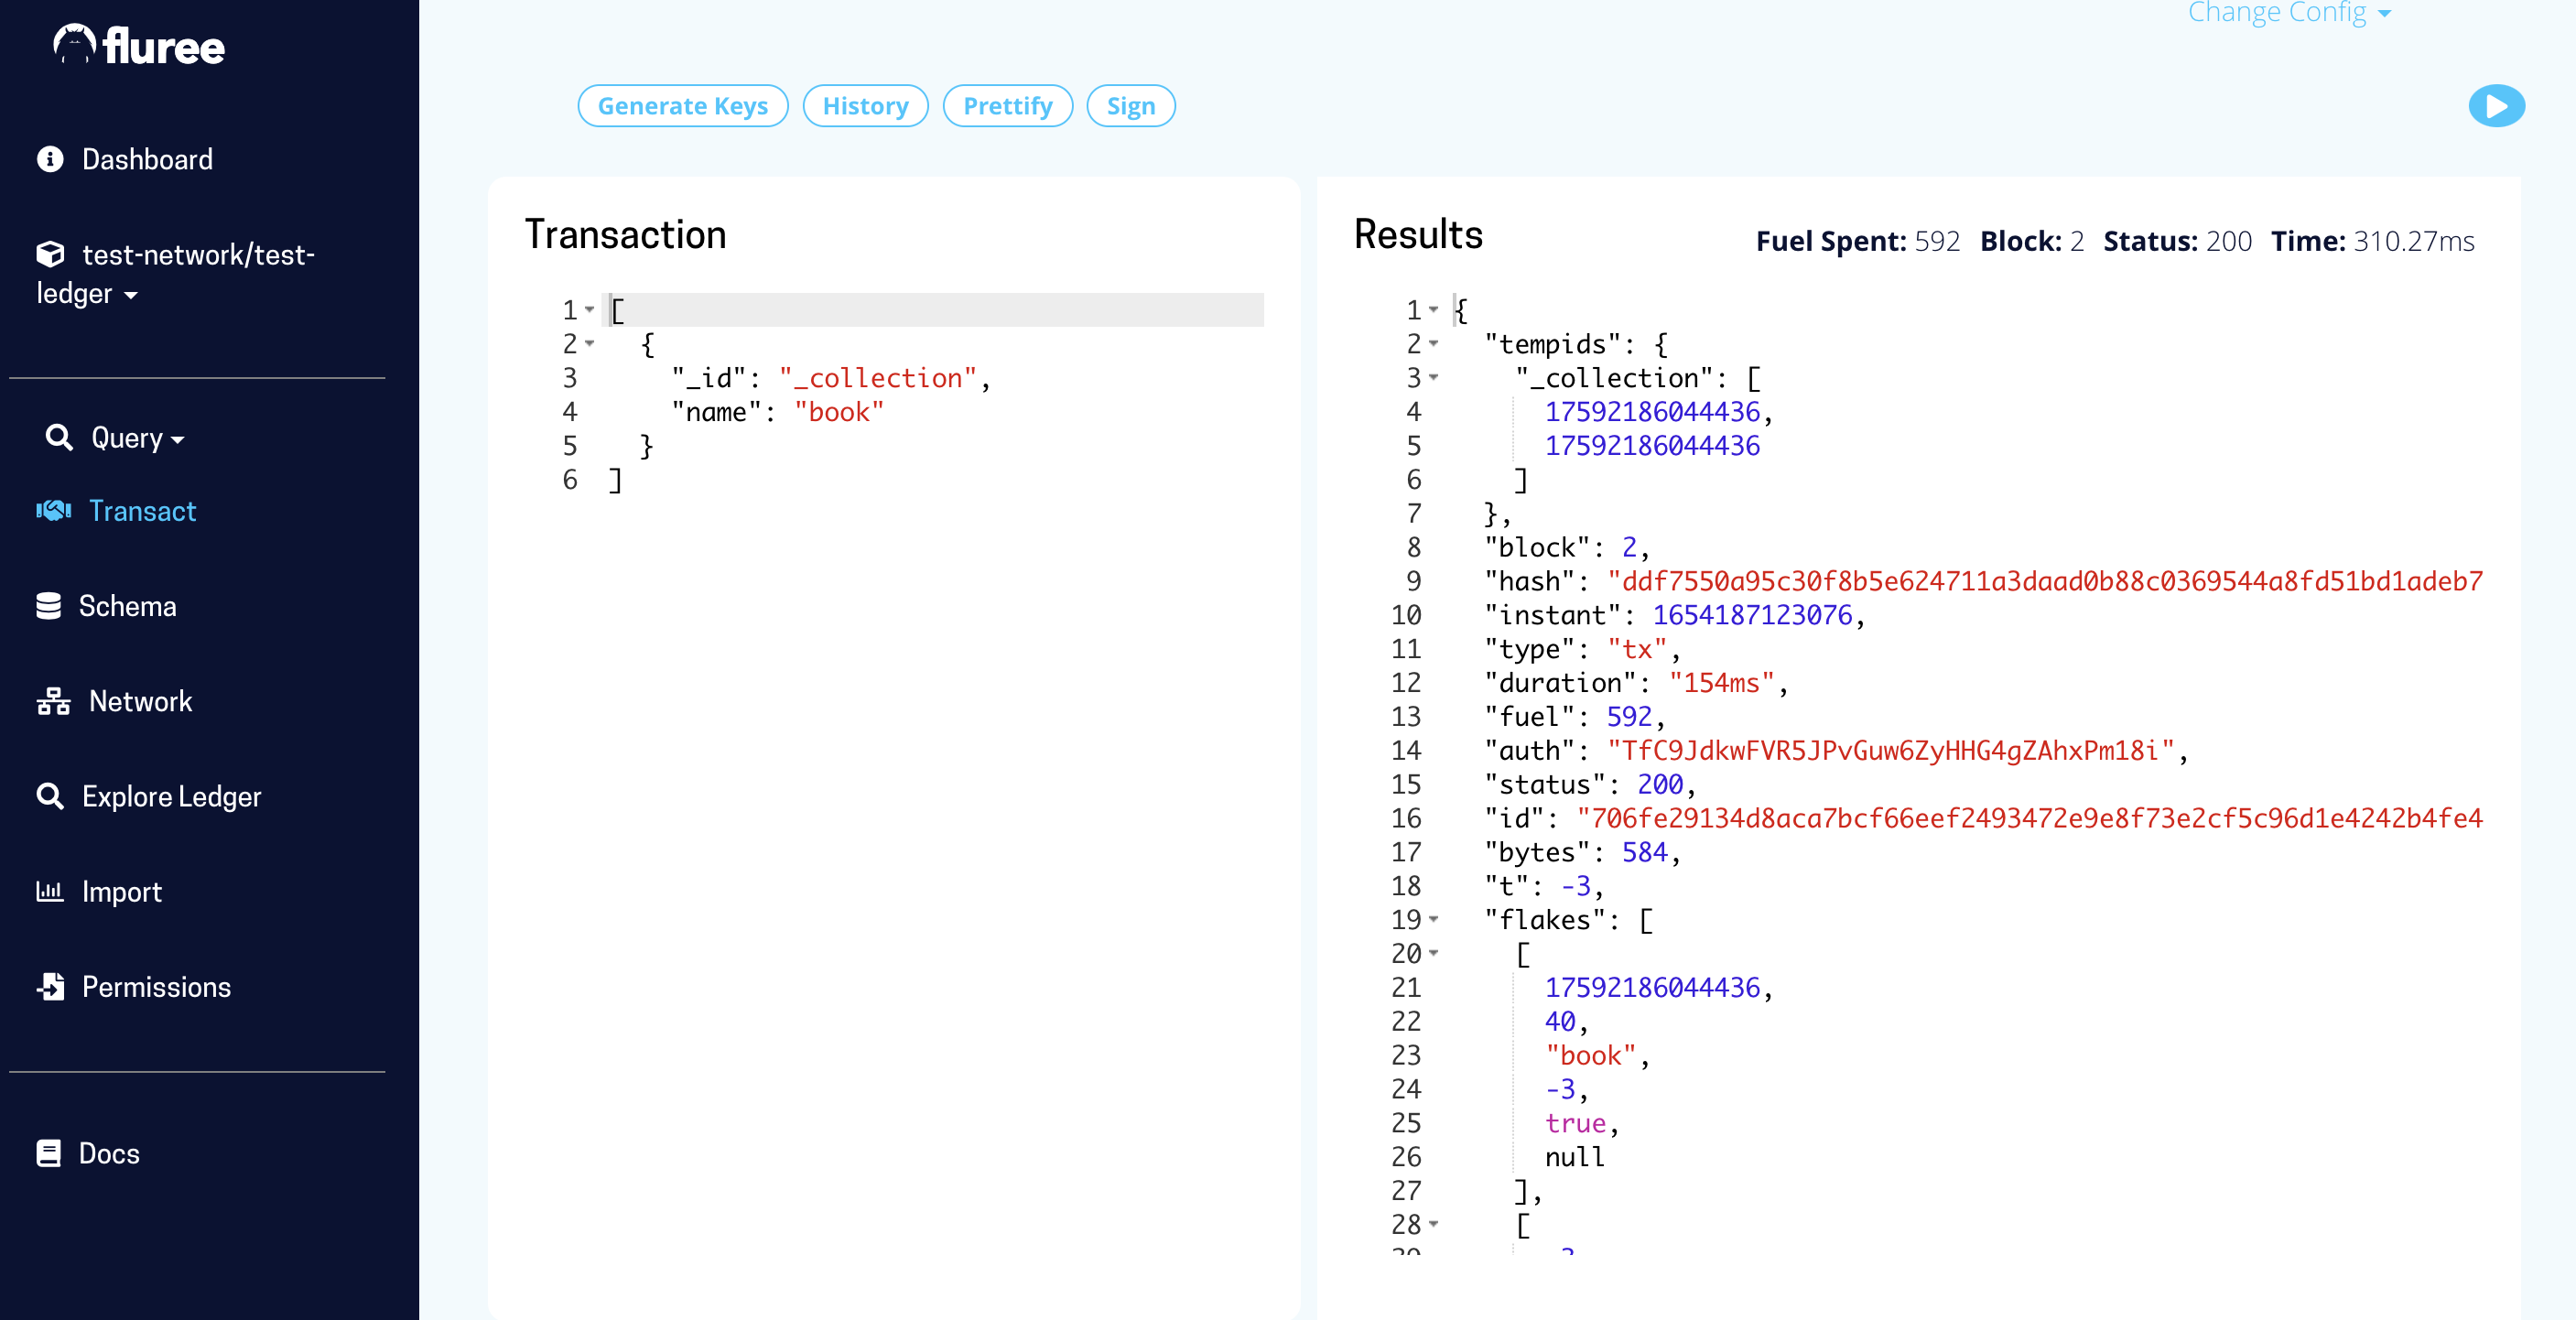 fluree
Dashboard
test-network/test-
ledger
Query
Transact
Schema
Network
Explore Ledger
Import
Permissions
Docs
Change Config
Generate Keys History Prettify Sign
Transaction
1 [
2 {
3 "_id": "_collection",
4 "name": "book"
5 }
6 ]
Results
Fuel Spent: 592 Block: 2 Status: 200 Time: 310.27ms
1 {
2 "tempids": {
3 "_collection": [
4 17592186044436,
5 17592186044436
6 ]
7 },
8 "block": 2,
9 "hash": "ddf7550a95c30f8b5e624711a3daad0b88c0369544a8fd51bd1adeb7
10 "instant": 1654187123076,
11 "type": "tx",
12 "duration": "154ms",
13 "fuel": 592,
14 "auth": "TfC9JdkwFVR5JPvGuw6ZyHHG4gZAhxPm18i",
15 "status": 200,
16 "id": "706fe29134d8aca7bcf66eef2493472e9e8f73e2cf5c96d1e4242b4fe4
17 "bytes": 584,
18 "t": -3,
19 "flakes": [
20 [
21 17592186044436,
22 40,
23 "book",
24 -3,
25 true,
26 null
27 ],
28 [